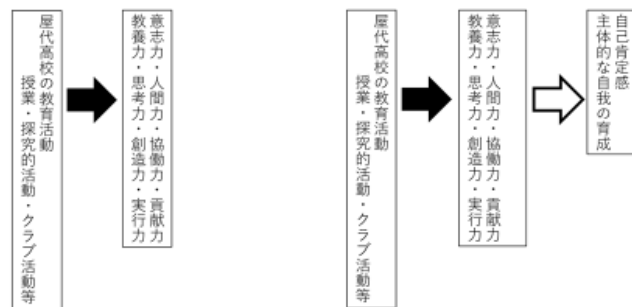 屋代高校の教育活動
授業・探究的活動・クラブ活動等
意志力・人間力・協働力・貢献力
教養力・思考力・創造力・実行力
屋代高校の教育活動
授業・探究的活動・クラブ活動等
意志力・人間力・協働力・貢献力
教養力・思考力・創造力・実行力
自己肯定感
主体的な自我の育成